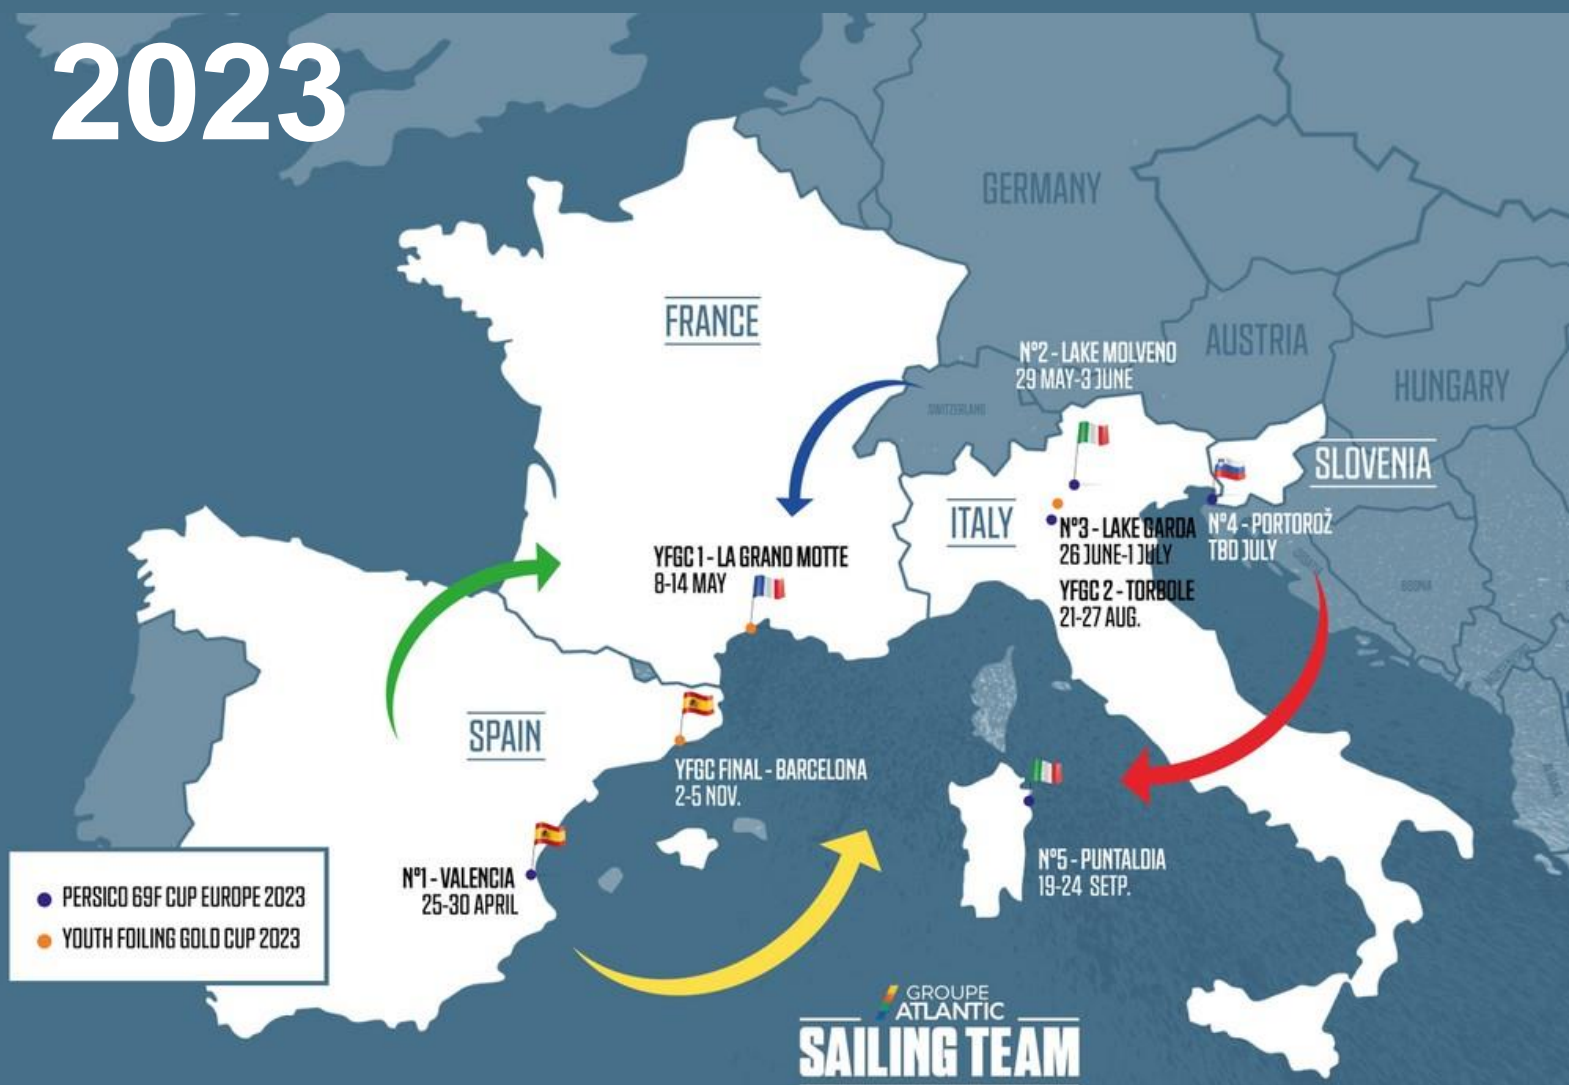 2023
GERMANY
FRANCE
AUSTRIA
N°2 - LAKE MOLVENO
29 MAY-3 JUNE
HUNGARY
SWITZERLAND
SLOVENIA
ITALY
N°3 - LAKE GARDA
26 JUNE-1 JULY
N°4 - PORTOROŽ
TBD JULY
YFGC 1 - LA GRAND MOTTE
8-14 MAY
YFGC 2 - TORBOLE
21-27 AUG.
SPAIN
YFGC FINAL - BARCELONA
2-5 NOV.
N°1 - VALENCIA
25-30 APRIL
N°5 - PUNTALDIA
19-24 SETP.
PERSICO 69F CUP EUROPE 2023
YOUTH FOILING GOLD CUP 2023
GROUPE
ATLANTIC
SAILING TEAM